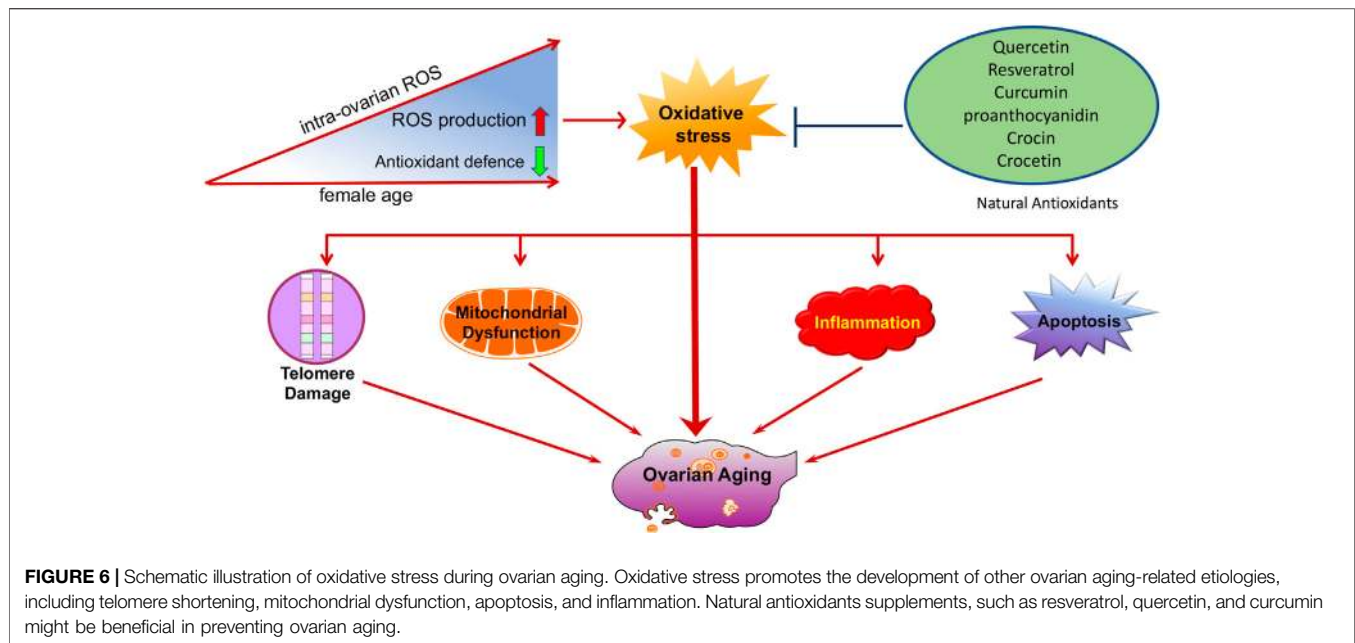 intra-ovarian ROS
ROS production
Antioxidant defence
female age
Oxidative
stress
Quercetin
Resveratrol
Curcumin
proanthocyanidin
Crocin
Crocetin
Natural Antioxidants
Telomere
Damage
Mitochondrial
Dysfunction
Inflammation
Apoptosis
Ovarian Aging
FIGURE 6 | Schematic illustration of oxidative stress during ovarian aging. Oxidative stress promotes the development of other ovarian aging-related etiologies,
including telomere shortening, mitochondrial dysfunction, apoptosis, and inflammation. Natural antioxidants supplements, such as resveratrol, quercetin, and curcumin
might be beneficial in preventing ovarian aging.